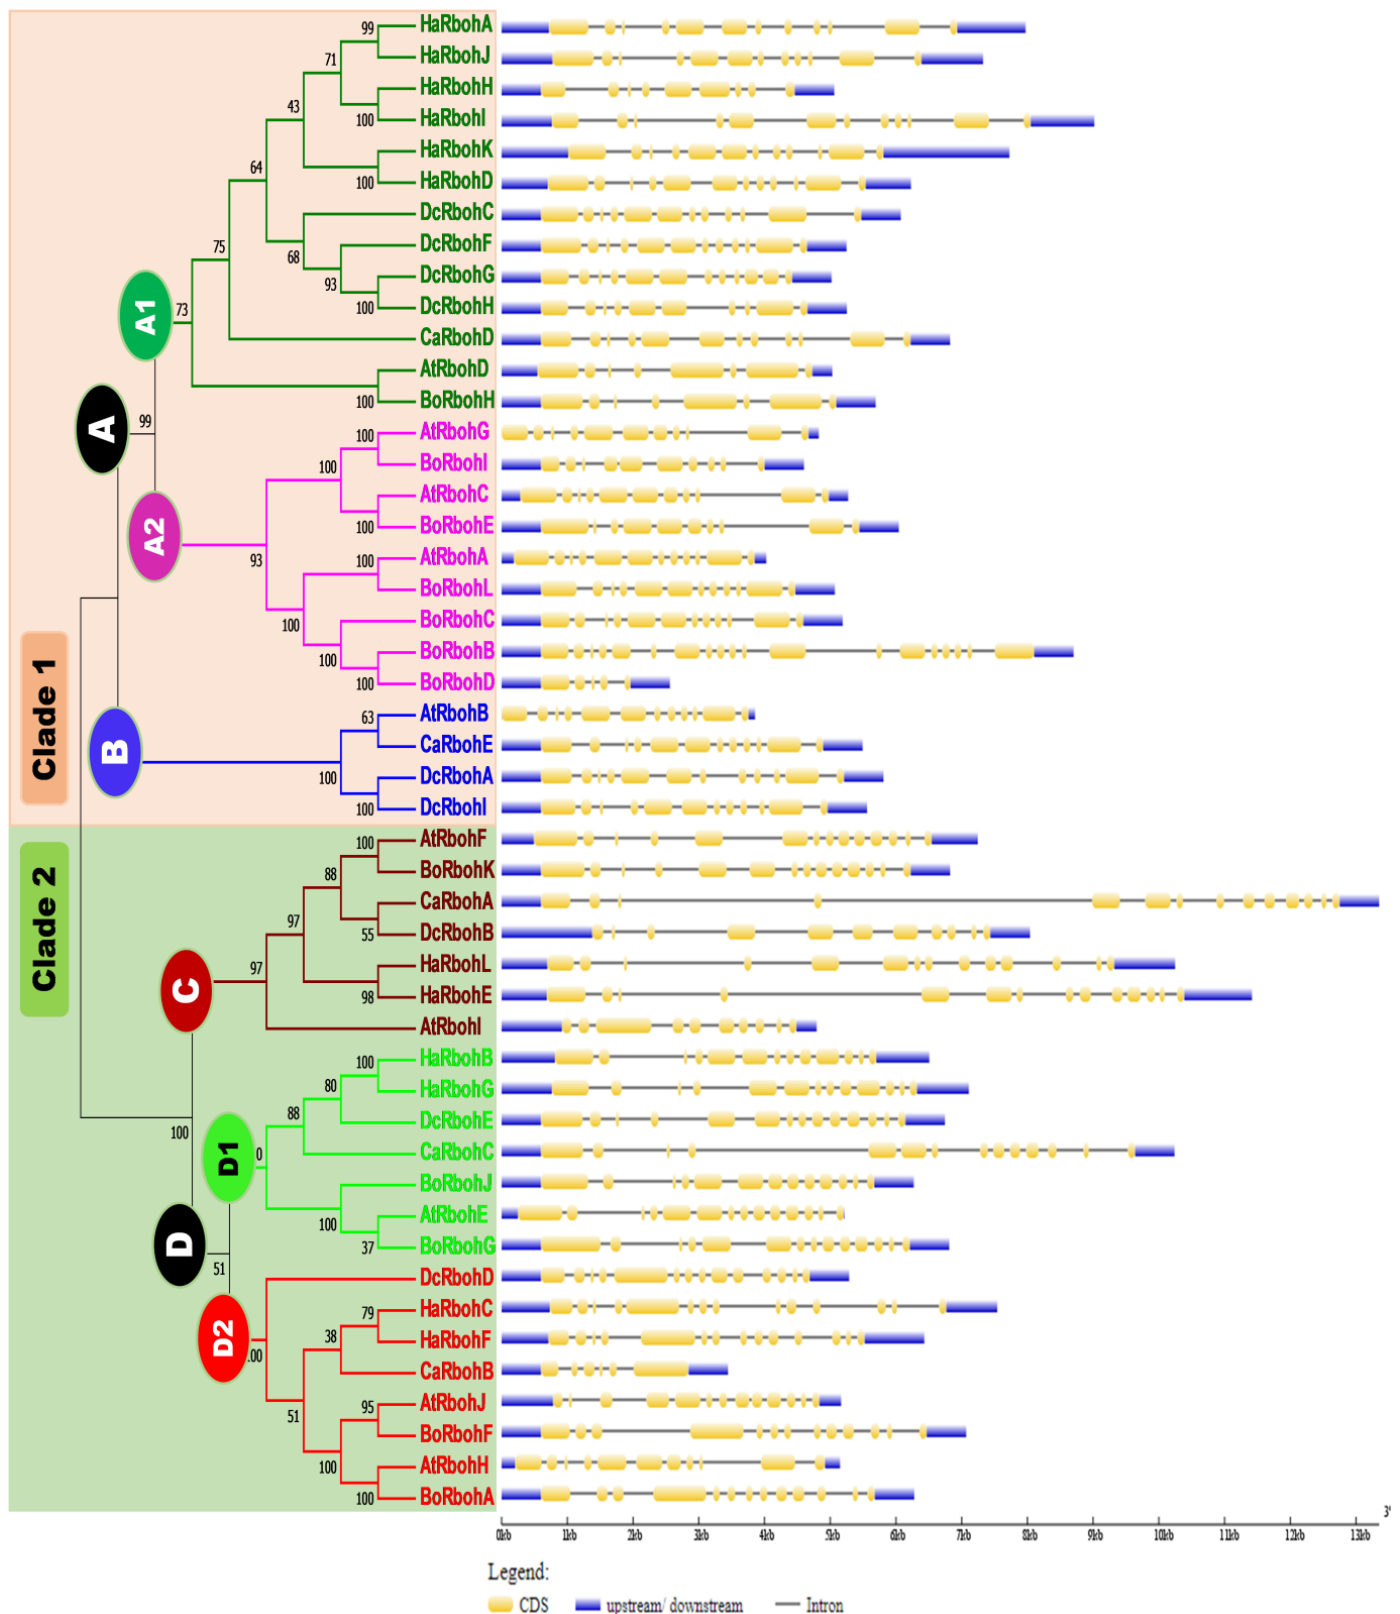 HaRbohA
99
HaRbohJ
71
HaRbohH
43
HaRbohI
100
HaRbohK
64
HaRbohD
100
DcRbohC
75
DcRbohF
68
DcRbohG
93
DcRbohH
100
A1
73
CaRbohD
AtRbohD
BoRbohH
100
A
99
AtRbohG
100
BoRbohI
100
AtRbohC
A2
BoRbohE
100
AtRbohA
100
93
BoRbohL
BoRbohC
100
BoRbohB
100
BoRbohD
100
Clade 1
AtRbohB
63
CaRbohE
B
DcRbohA
100
DcRbohI
100
AtRbohF
100
BoRbohK
88
CaRbohA
Clade 2
97
DcRbohB
55
HaRbohL
97
C
HaRbohE
98
AtRbohI
HaRbohB
100
HaRbohG
80
88
DcRbohE
100
D1
0
CaRbohC
BoRbohJ
AtRbohE
100
BoRbohG
37
D
51
DcRbohD
HaRbohC
79
D2
HaRbohF
38
.00
CaRbohB
AtRbohJ
95
51
BoRbohF
AtRbohH
100
BoRbohA
100
3'
0kb 1kb 2kb 3kb 4kb 5kb 6kb 7kb 8kb 9kb 10kb 11kb 12kb 13kb
Legend:
CDS upstream/ downstream Intron